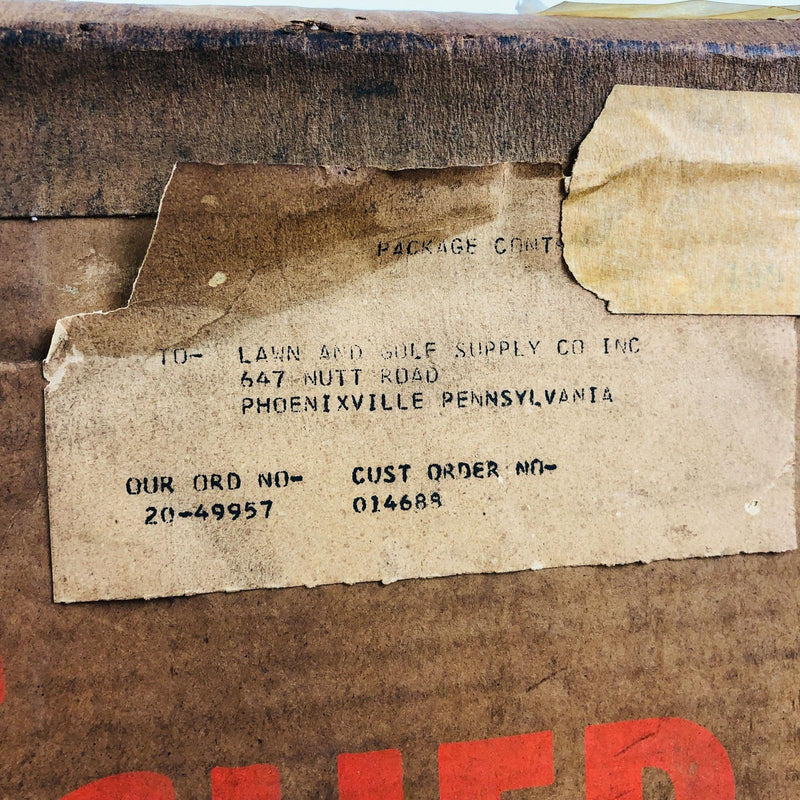 PACKAGE CONT
TO- LAWN AND GOLF SUPPLY CO INC
647 NUTT ROAD
PHOENIXVILLE PENNSYLVANIA
OUR ORD NO- CUST ORDER NO-
20-49957 014688